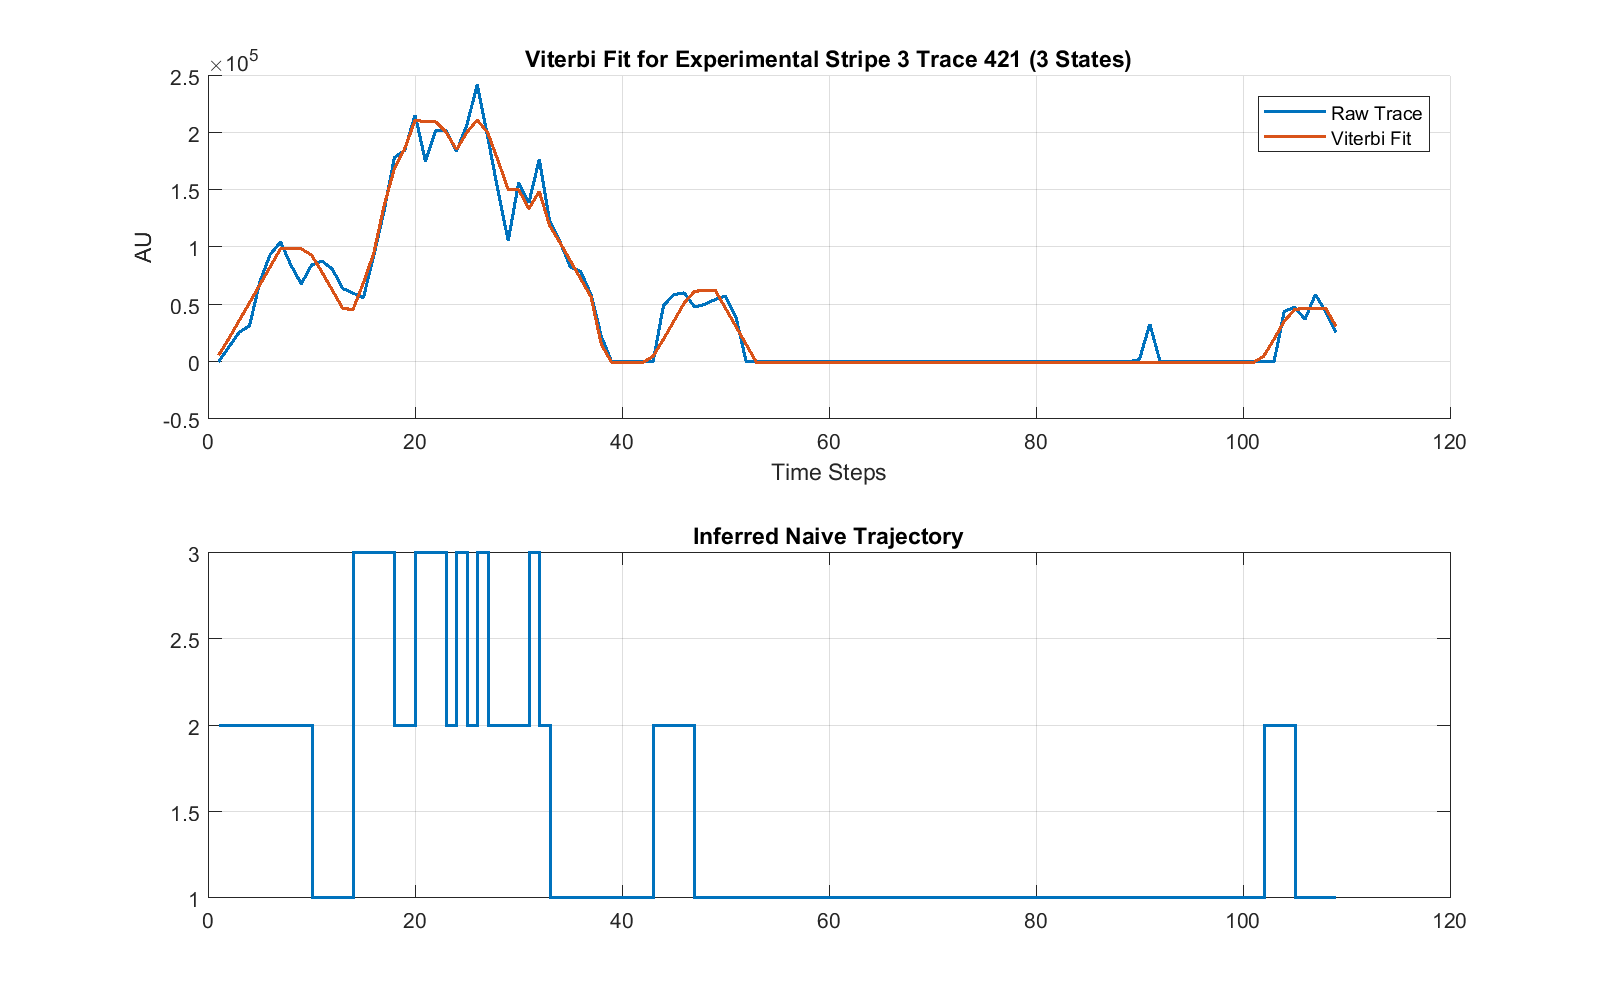 Viterbi Fit for Experimental Stripe 3 Trace 421 (3 States)
×10^5
2.5
2
1.5
1
0.5
0
-0.5
AU
Raw Trace
Viterbi Fit
0 20 40 60 80 100 120
Time Steps
Inferred Naive Trajectory
3
2.5
2
1.5
1
0 20 40 60 80 100 120